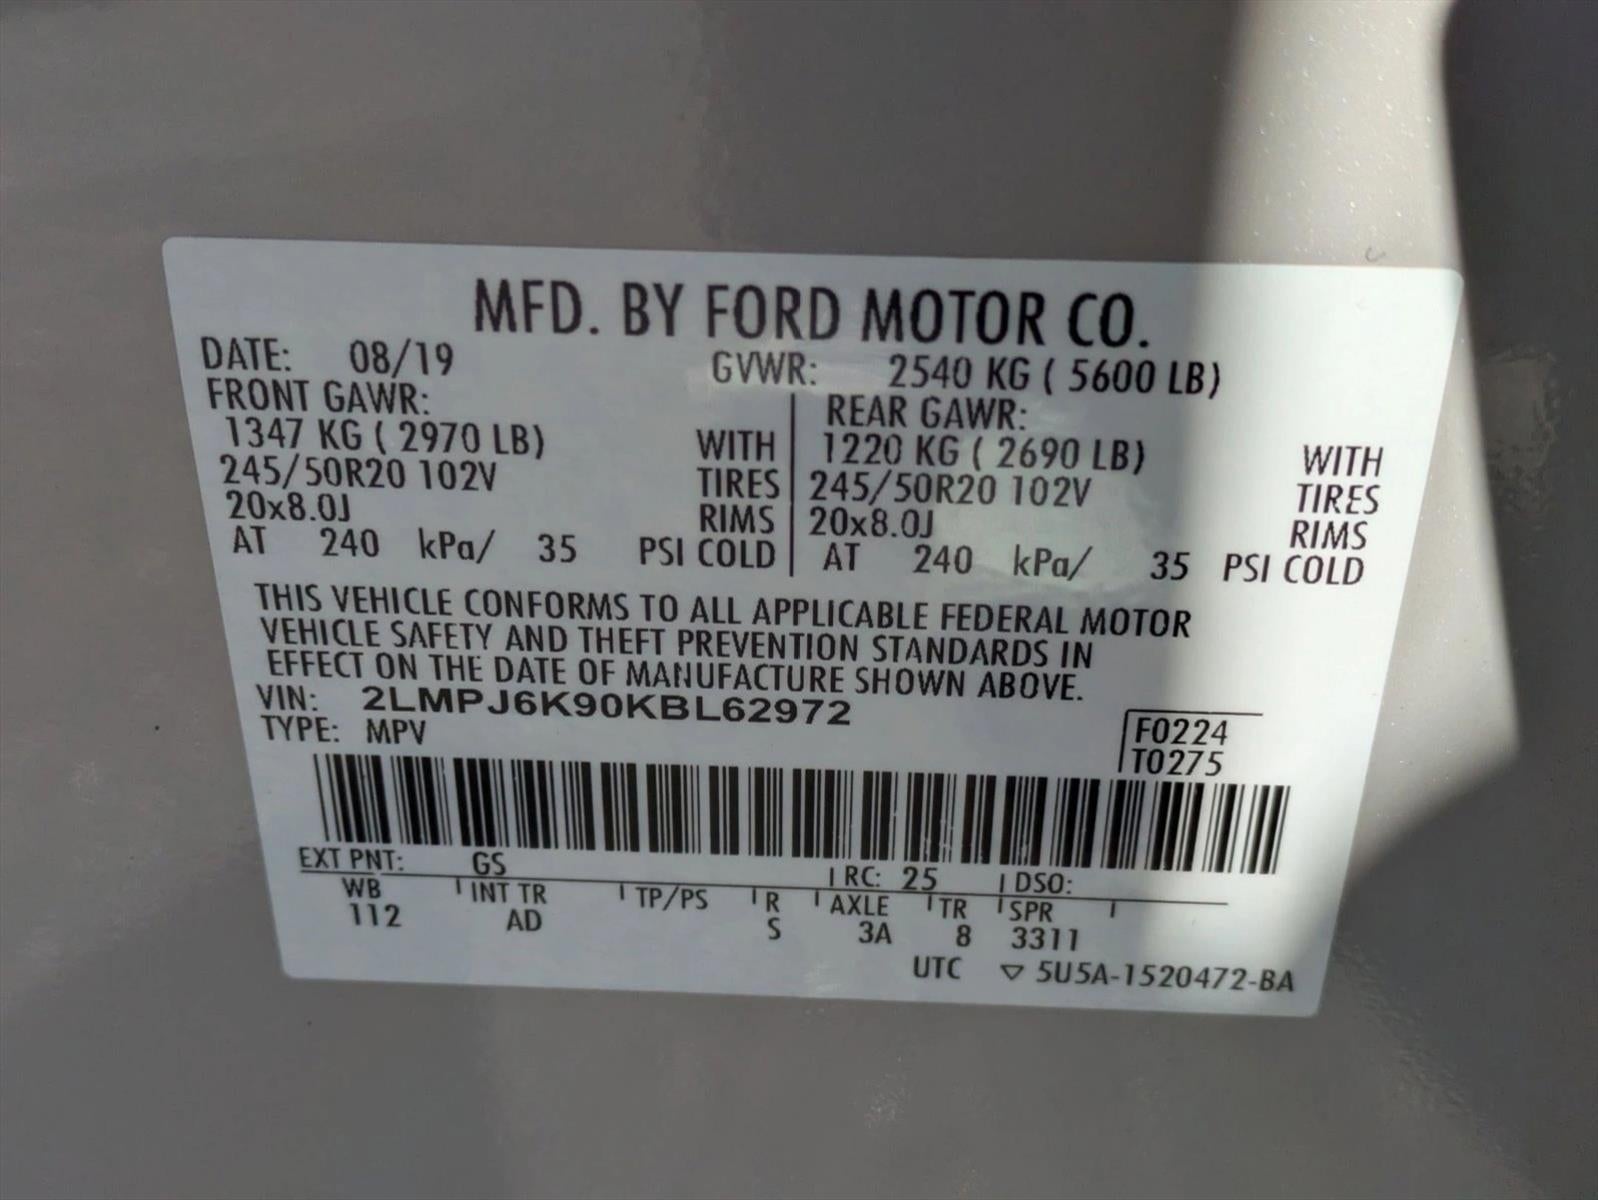 MFD. BY FORD MOTOR CO.
DATE: 08/19 GVWR: 2540 KG ( 5600 LB)
FRONT GAWR: REAR GAWR:
1347 KG ( 2970 LB) WITH 1220 KG ( 2690 LB) WITH
245/50R20 102V TIRES 245/50R20 102V TIRES
20x8.0J RIMS 20x8.0J RIMS
AT 240 kPa/ 35 PSI COLD AT 240 kPa/ 35 PSI COLD
THIS VEHICLE CONFORMS TO ALL APPLICABLE FEDERAL MOTOR
VEHICLE SAFETY AND THEFT PREVENTION STANDARDS IN
EFFECT ON THE DATE OF MANUFACTURE SHOWN ABOVE.
VIN: 2LMPJ6K90KBL62972
TYPE: MPV F0224
T0275
EXT PNT: GS RC: 25 DSO:
WB INT TR TP/PS R AXLE TR SPR
112 AD S 3A 8 3311
UTC ▽ 5U5A-1520472-BA